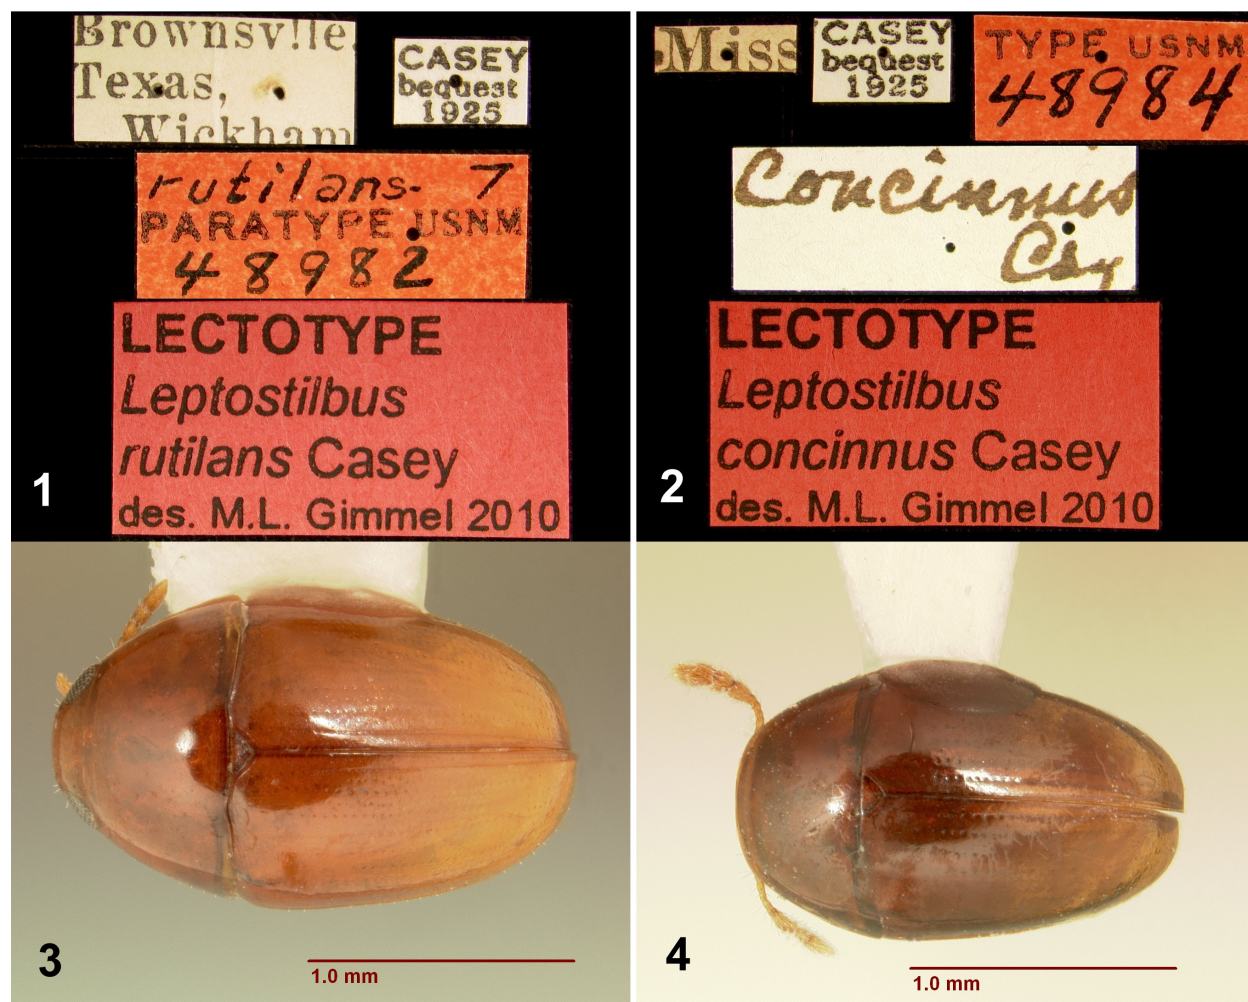 Brownsv!lle.
Texas,
Wickham
CASEY
bequest
1925
rutilans- 7
PARATYPE USNM
48982
LECTOTYPE
Leptostilbus
rutilans Casey
des. M.L. Gimmel 2010
1
Miss
CASEY
bequest
1925
TYPE USNM
48984
Concinnus
Csy
LECTOTYPE
Leptostilbus
concinnus Casey
des. M.L. Gimmel 2010
2
3
1.0 mm
4
1.0 mm